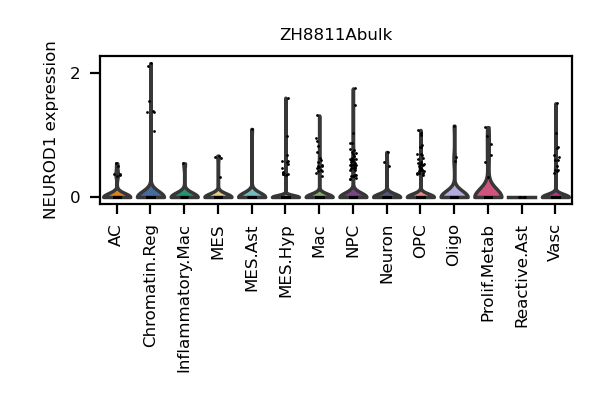 ZH8811Abulk
NEUROD1 expression
2
0
AC
Chromatin.Reg
Inflammatory.Mac
MES
MES.Ast
MES.Hyp
Mac
NPC
Neuron
OPC
Oligo
Prolif.Metab
Reactive.Ast
Vasc